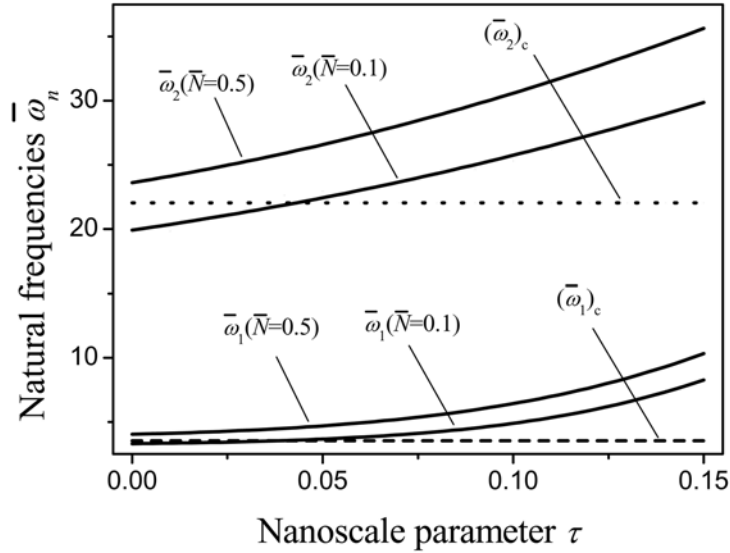 (ω̄₂)c
ω̄₂(N̄=0.5)
ω̄₂(N̄=0.1)
30
20
10
Natural frequencies ω̄ₙ
(ω̄₁)c
ω̄₁(N̄=0.5)
ω̄₁(N̄=0.1)
0.00
0.05
0.10
0.15
Nanoscale parameter τ